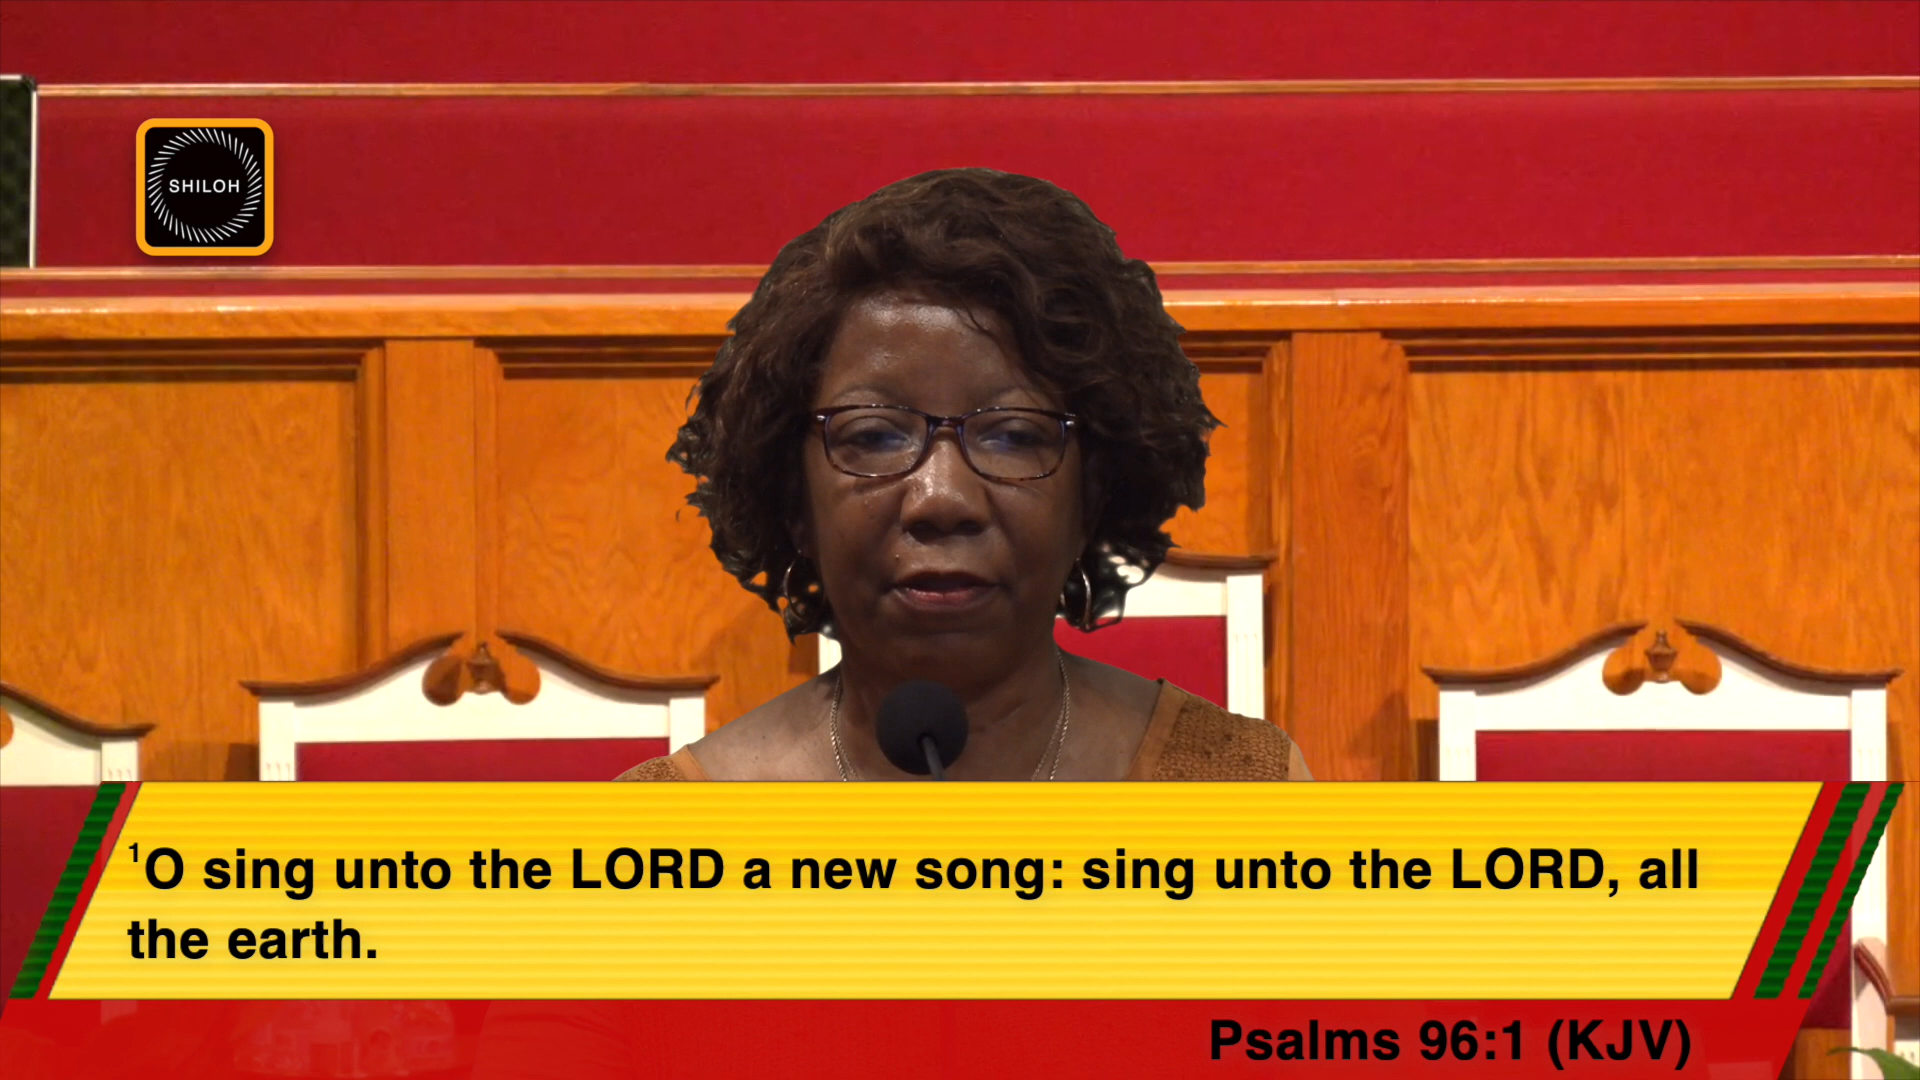 SHILOH
1O sing unto the LORD a new song: sing unto the LORD, all
the earth.
Psalms 96:1 (KJV)